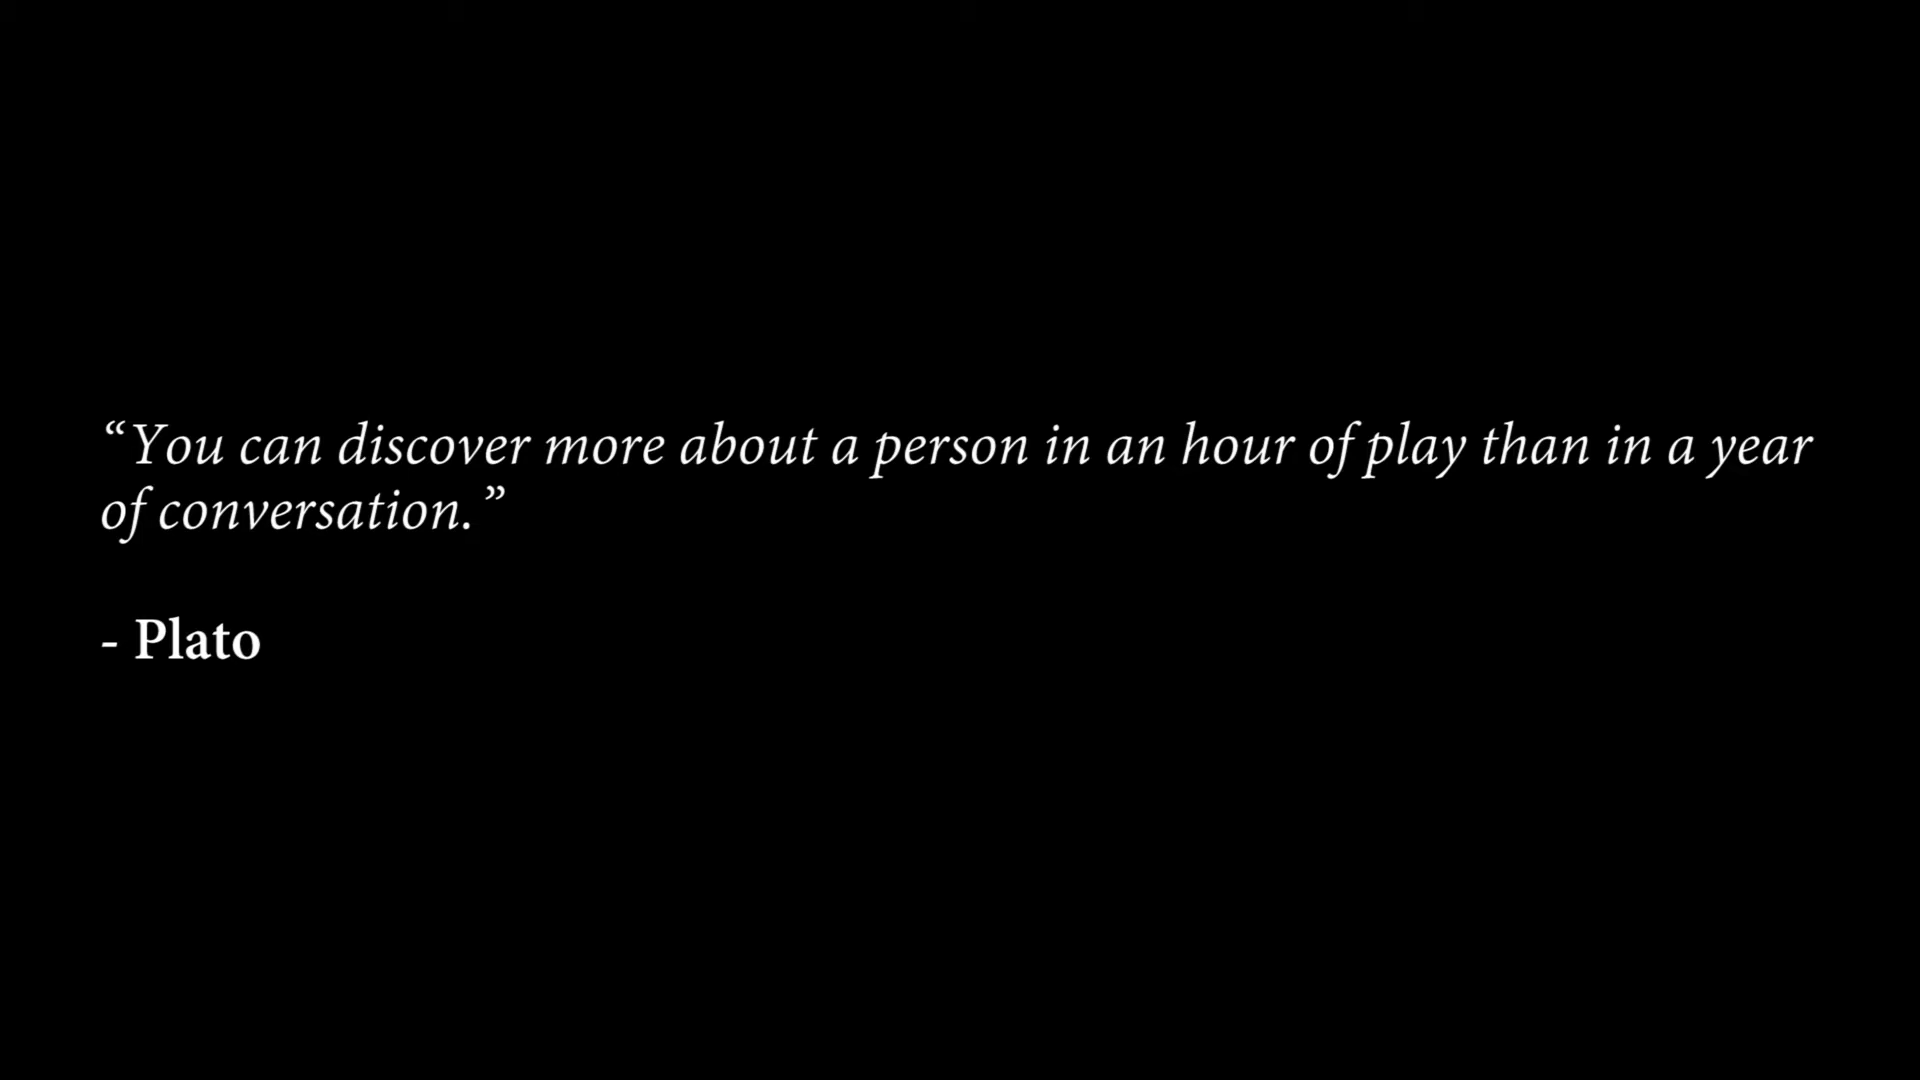 “You can discover more about a person in an hour of play than in a year
of conversation.”
- Plato